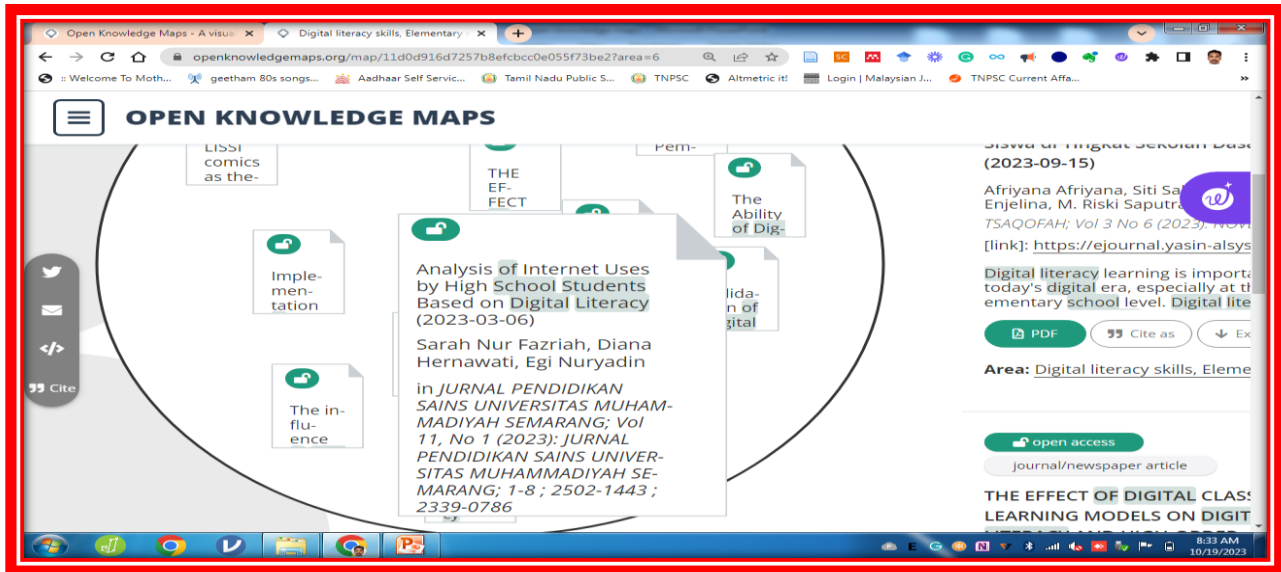 Open Knowledge Maps - A visua
Digital literacy skills, Elementary
openknowledgemaps.org/map/11d0d916d7257b8efcbcc0e055f73be2?area=6
:: Welcome To Moth...
geetham 80s songs...
Aadhaar Self Servic...
Tamil Nadu Public S...
TNPSC
Altmetric it!
Login | Malaysian J...
TNPSC Current Affa...
»
OPEN KNOWLEDGE MAPS
LISSI
comics
as the-
THE
EF-
FECT
Pem-
The
Ability
of Dig-
Imple-
men-
tation
lida-
n of
gital
The in-
flu-
ence
Analysis of Internet Uses
by High School Students
Based on Digital Literacy
(2023-03-06)
Sarah Nur Fazriah, Diana
Hernawati, Egi Nuryadin
in JURNAL PENDIDIKAN
SAINS UNIVERSITAS MUHAM-
MADIYAH SEMARANG; Vol
11, No 1 (2023): JURNAL
PENDIDIKAN SAINS UNIVER-
SITAS MUHAMMADIYAH SE-
MARANG; 1-8 ; 2502-1443 ;
2339-0786
Cite
(2023-09-15)
Afriyana Afriyana, Siti Sa
Enjelina, M. Riski Saputra
TSAQOFAH; Vol 3 No 6 (2023):
[link]: https://ejournal.yasin-alsys
Digital literacy learning is importa
today's digital era, especially at th
ementary school level. Digital lite
PDF
Cite as
Ex
Area: Digital literacy skills, Eleme
open access
journal/newspaper article
THE EFFECT OF DIGITAL CLASS
LEARNING MODELS ON DIGIT
8:33 AM
10/19/2023